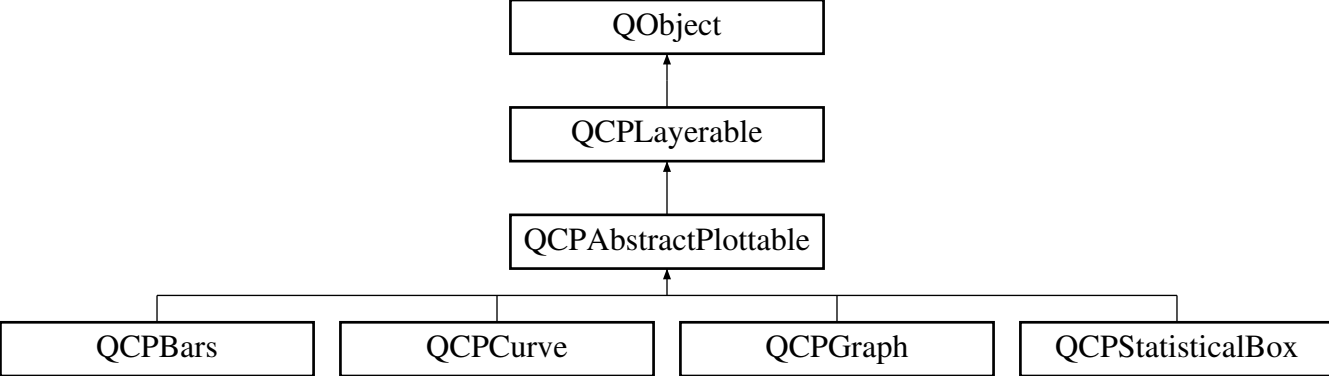 QObject
QCPLayerable
QCPAbstractPlottable
QCPBars
QCPCurve
QCPGraph
QCPStatisticalBox